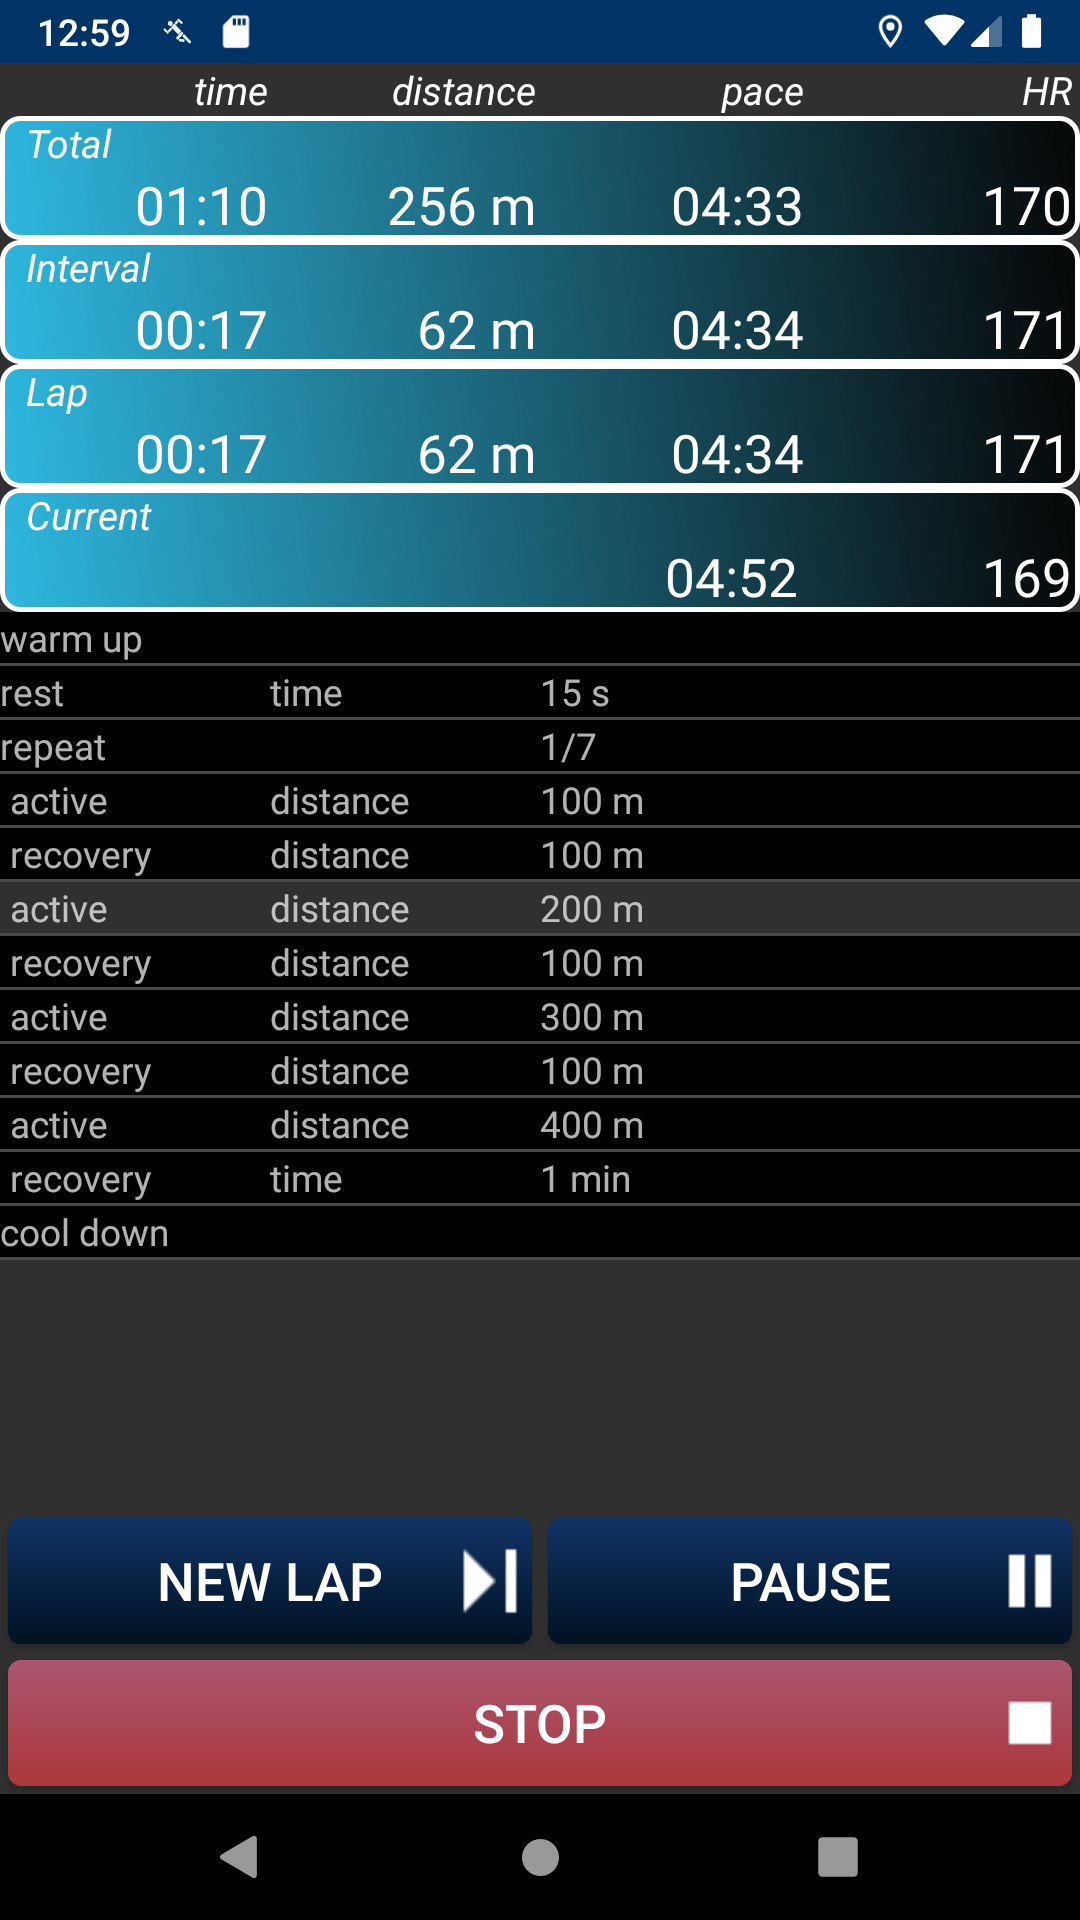 12:59
time distance pace HR
Total
01:10 256 m 04:33 170
Interval
00:17 62 m 04:34 171
Lap
00:17 62 m 04:34 171
Current
04:52 169
warm up
rest time 15 s
repeat 1/7
active distance 100 m
recovery distance 100 m
active distance 200 m
recovery distance 100 m
active distance 300 m
recovery distance 100 m
active distance 400 m
recovery time 1 min
cool down
NEW LAP PAUSE
STOP